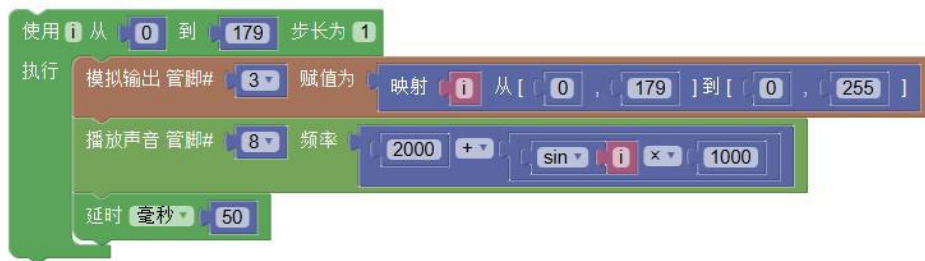 使用 i 从 0 到 179 步长为 1
执行 模拟输出 管脚# 3 赋值为 映射 i 从 [ 0 , 179 ] 到 [ 0 , 255 ]
播放声音 管脚# 8 频率 2000 + sin i × 1000
延时 毫秒 50